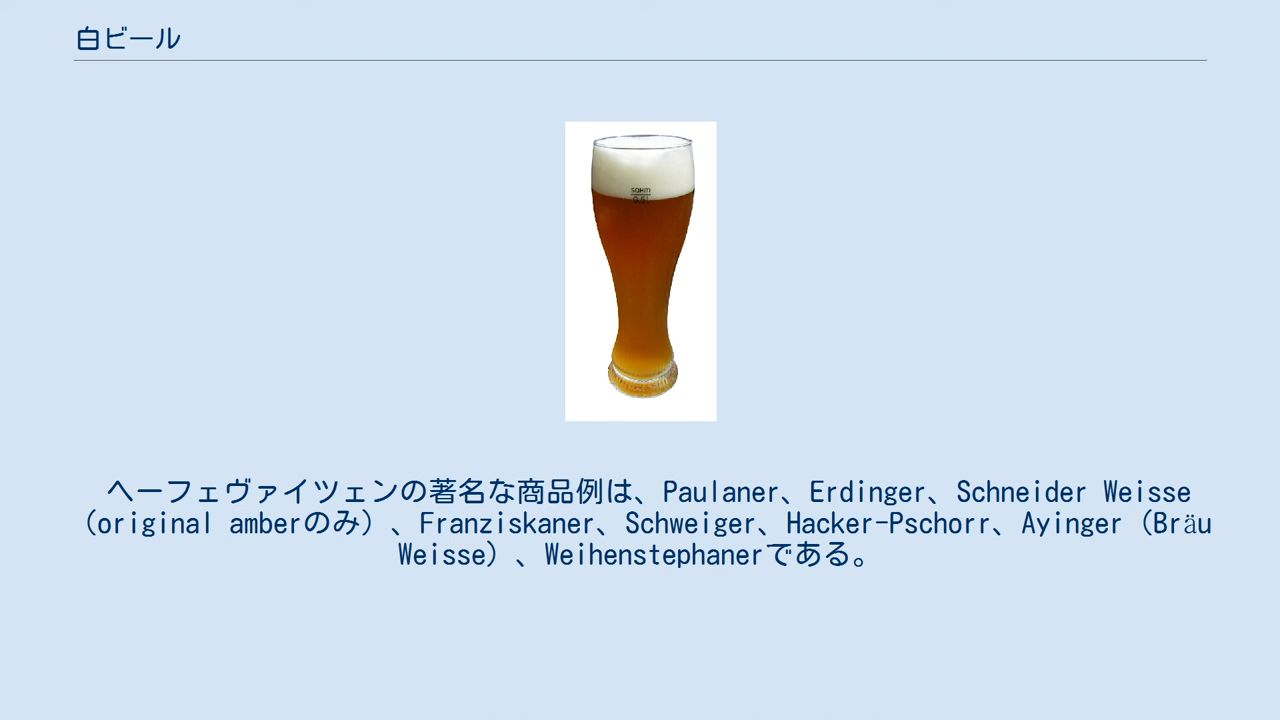 白ビール
SAHM
0,5l
ヘーフェヴァイツェンの著名な商品例は、Paulaner、Erdinger、Schneider Weisse
（original amberのみ）、Franziskaner、Schweiger、Hacker-Pschorr、Ayinger（Bräu
Weisse）、Weihenstephanerである。